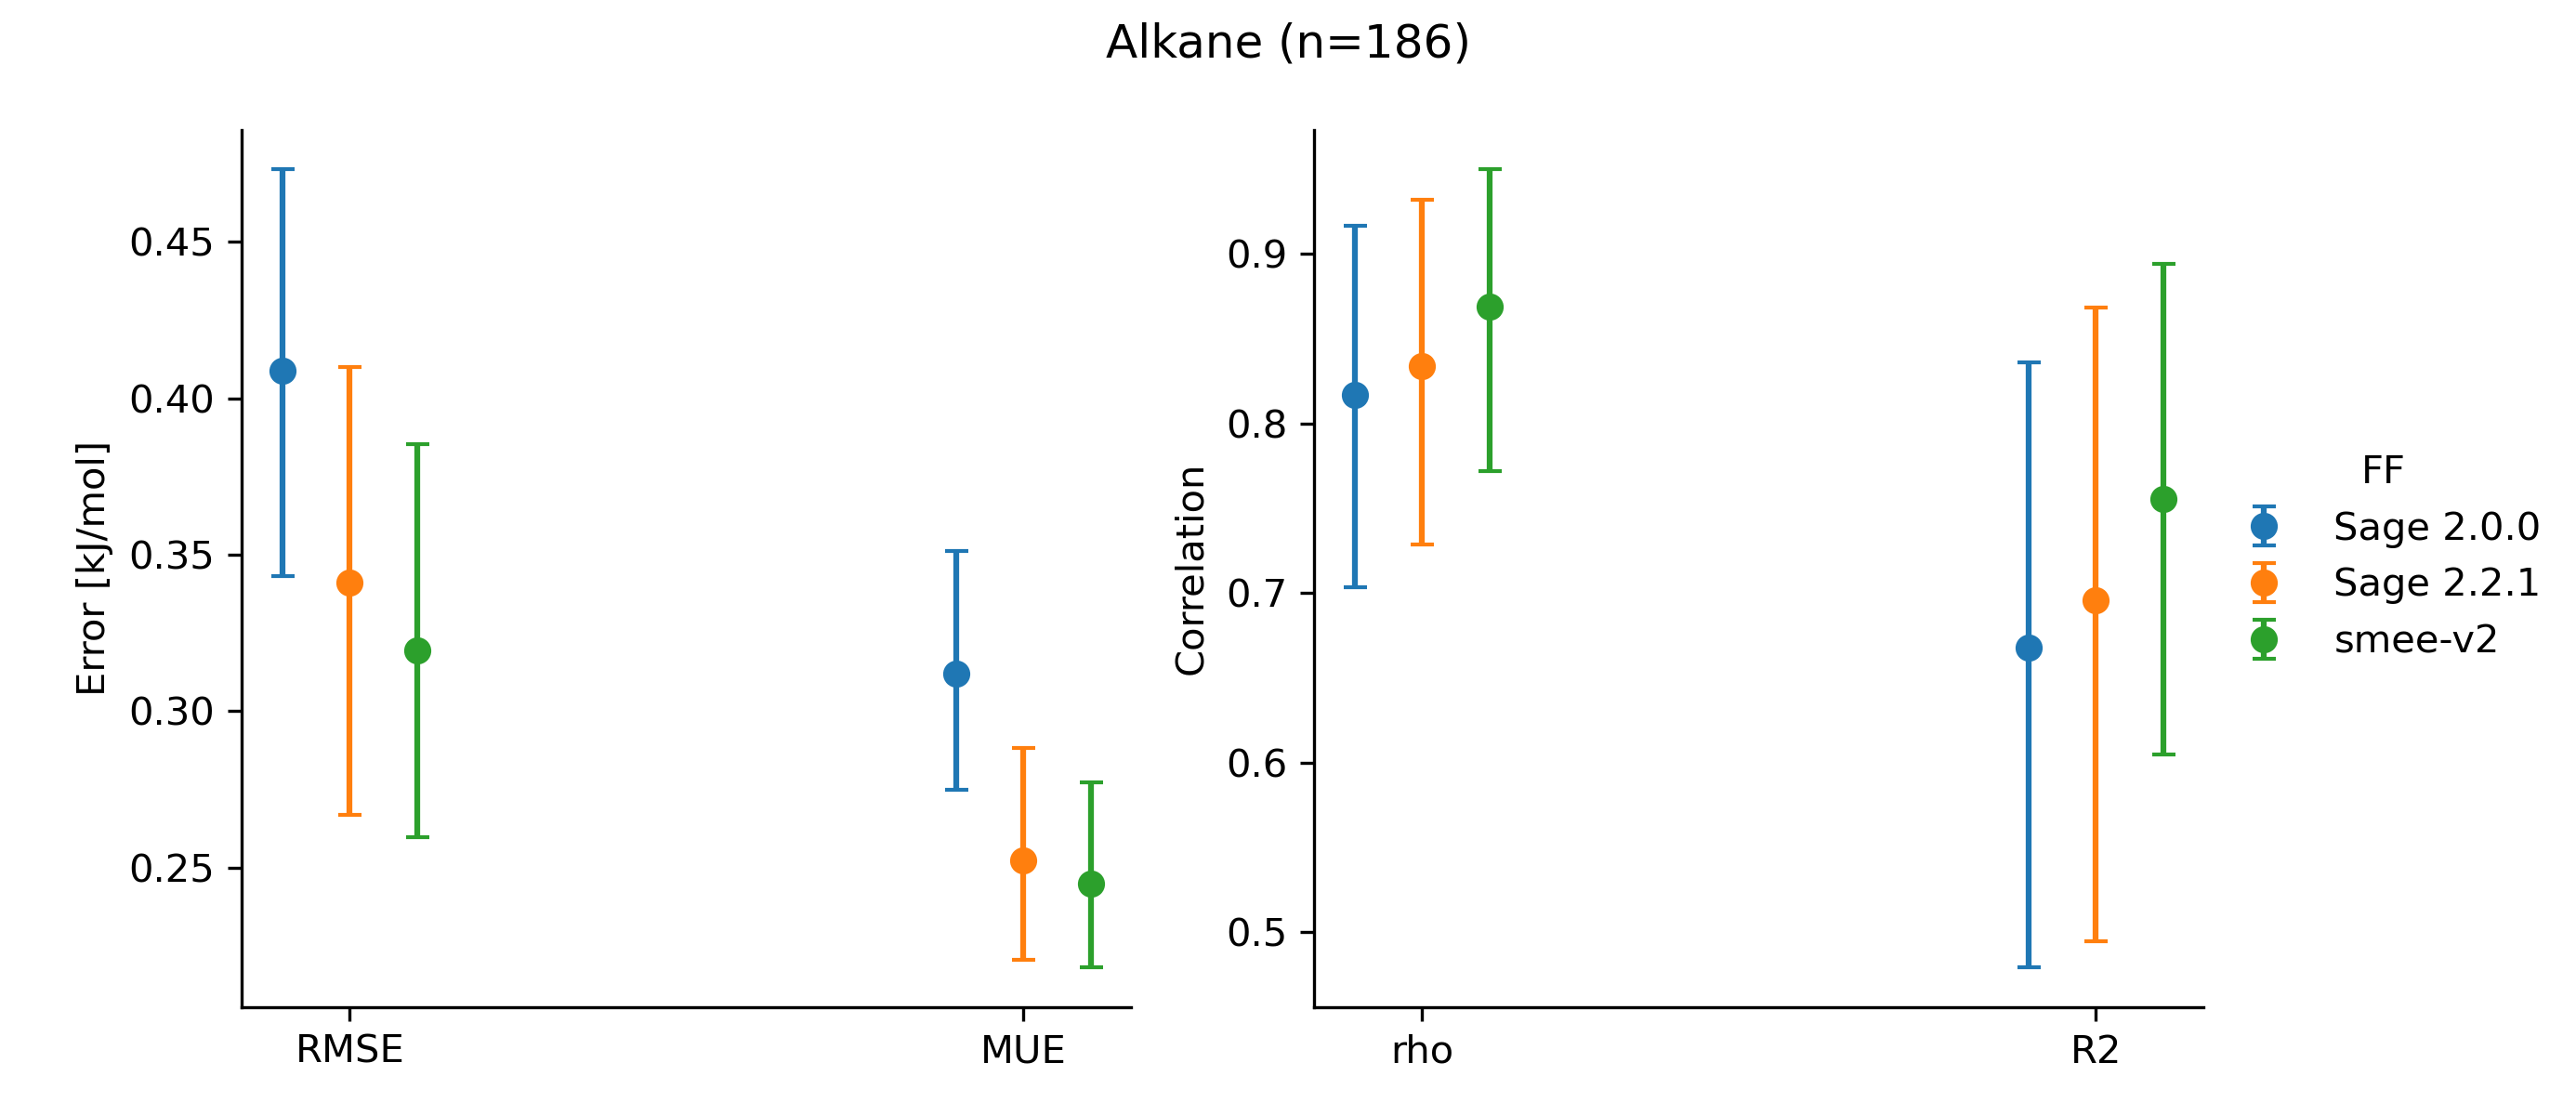 Alkane (n=186)
Error [kJ/mol]
0.45
0.40
0.35
0.30
0.25
RMSE
MUE
Correlation
0.9
0.8
0.7
0.6
0.5
rho
R2
FF
Sage 2.0.0
Sage 2.2.1
smee-v2